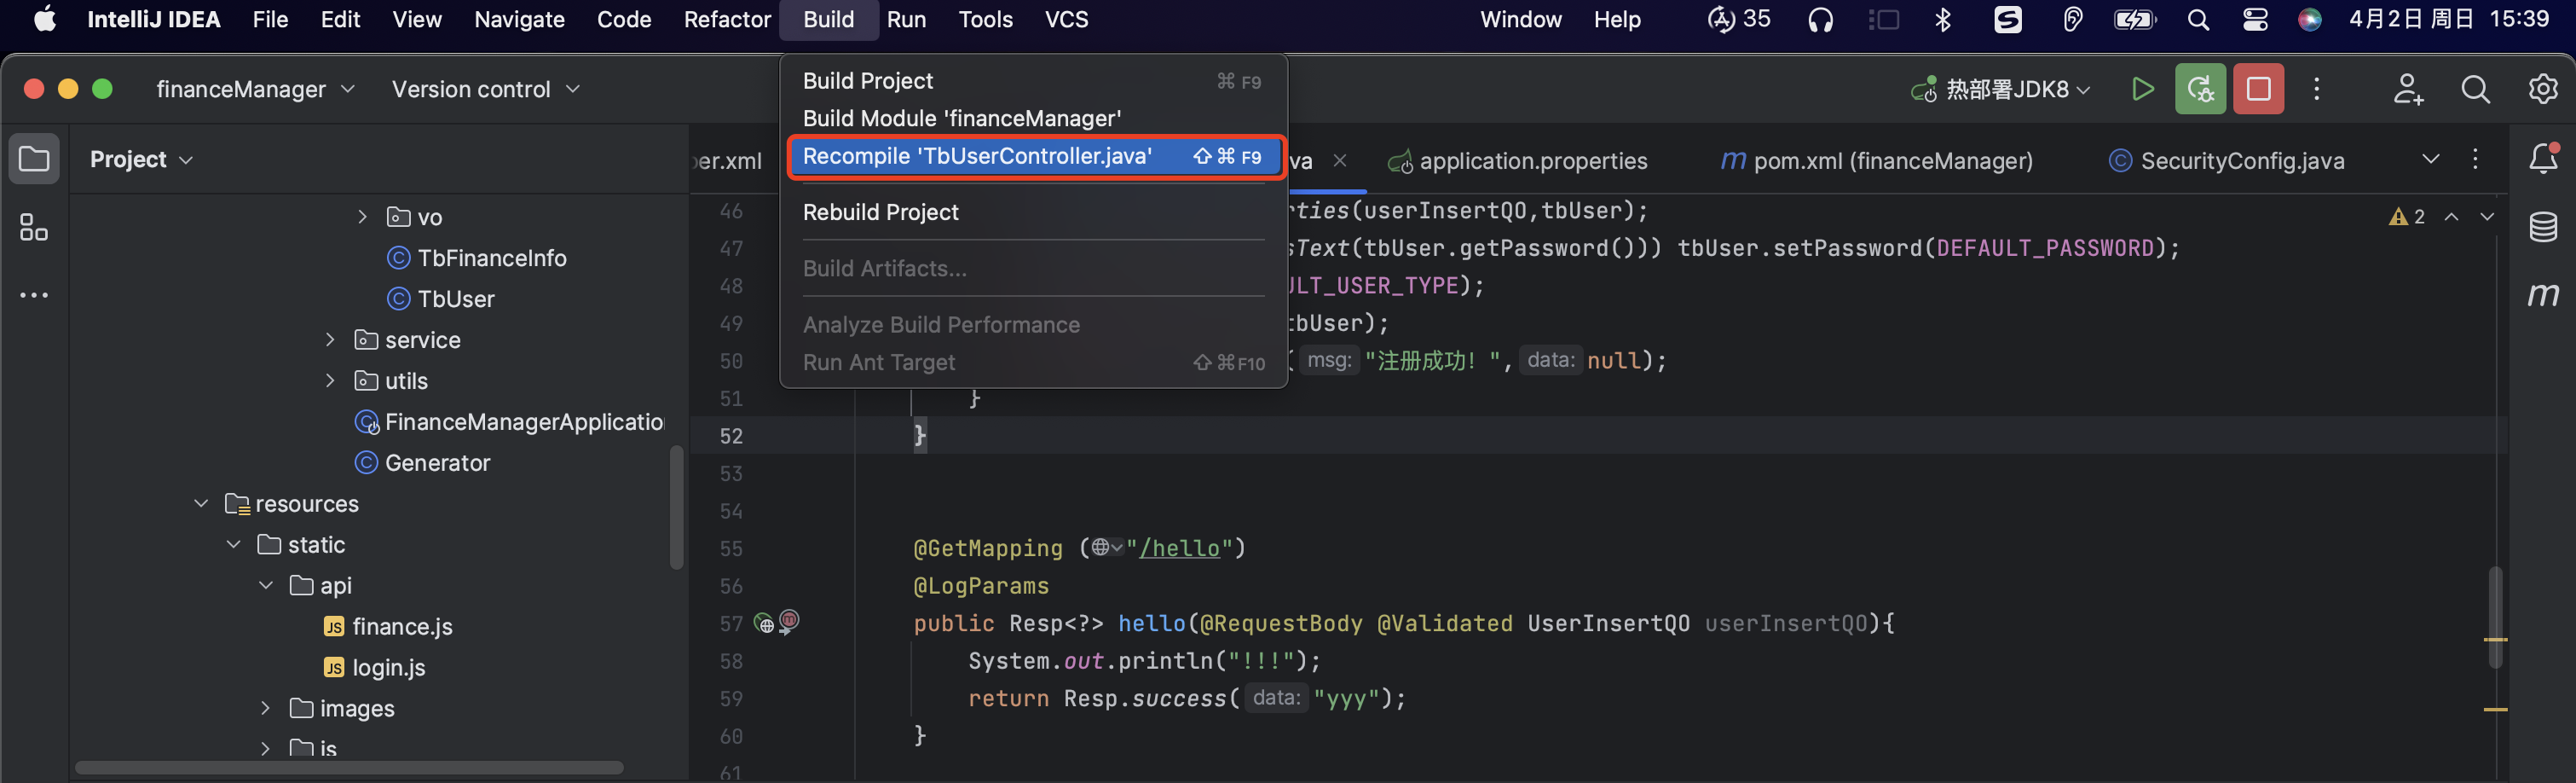 IntelliJ IDEA File Edit View Navigate Code Refactor Build Run Tools VCS Window Help 35 4月2日 周日 15:39
financeManager Version control 热部署JDK8
Build Project ⌘ F9
Build Module 'financeManager'
Recompile 'TbUserController.java' ⇧⌘ F9
Rebuild Project
Build Artifacts...
Analyze Build Performance
Run Ant Target ⇧⌘F10
Project
er.xml va application.properties m pom.xml (financeManager) SecurityConfig.java
vo
TbFinanceInfo
TbUser
service
utils
FinanceManagerApplicatio
Generator
resources
static
api
JS finance.js
JS login.js
images
js
2
46 rties(userInsertQO,tbUser);
47 sText(tbUser.getPassword())) tbUser.setPassword(DEFAULT_PASSWORD);
48 ULT_USER_TYPE);
49 tbUser);
50 ( msg: "注册成功! ", data: null);
51 }
52 }
53
54
55 @GetMapping ("/hello")
56 @LogParams
57 public Resp<?> hello(@RequestBody @Validated UserInsertQO userInsertQO){
58 System.out.println("!!!");
59 return Resp.success( data: "yyy");
60 }
61